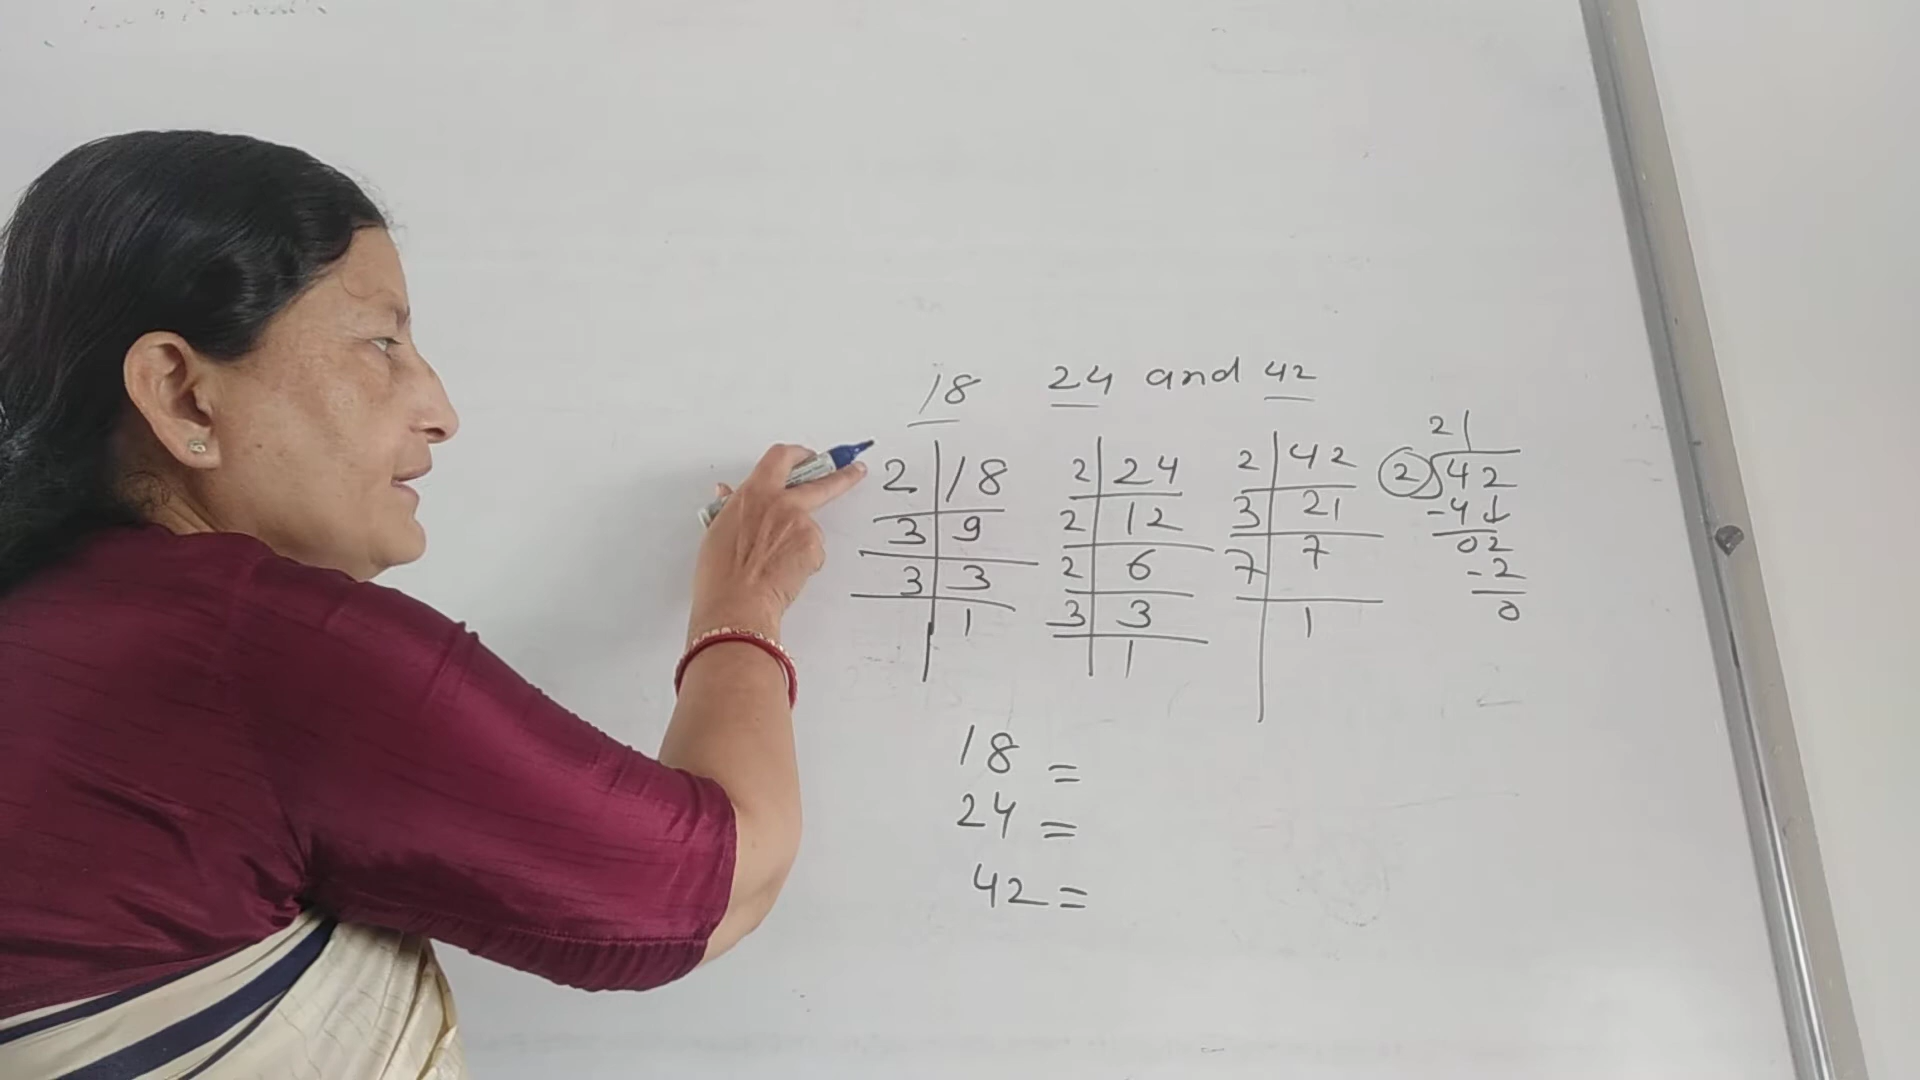 18 24 and 42
2 | 18
3 | 9
3 | 3
1
2 | 24
2 | 12
2 | 6
3 | 3
1
2 | 42
3 | 21
7 | 7
1
21
2) 42
-4↓
02
-2
0
18 =
24 =
42 =